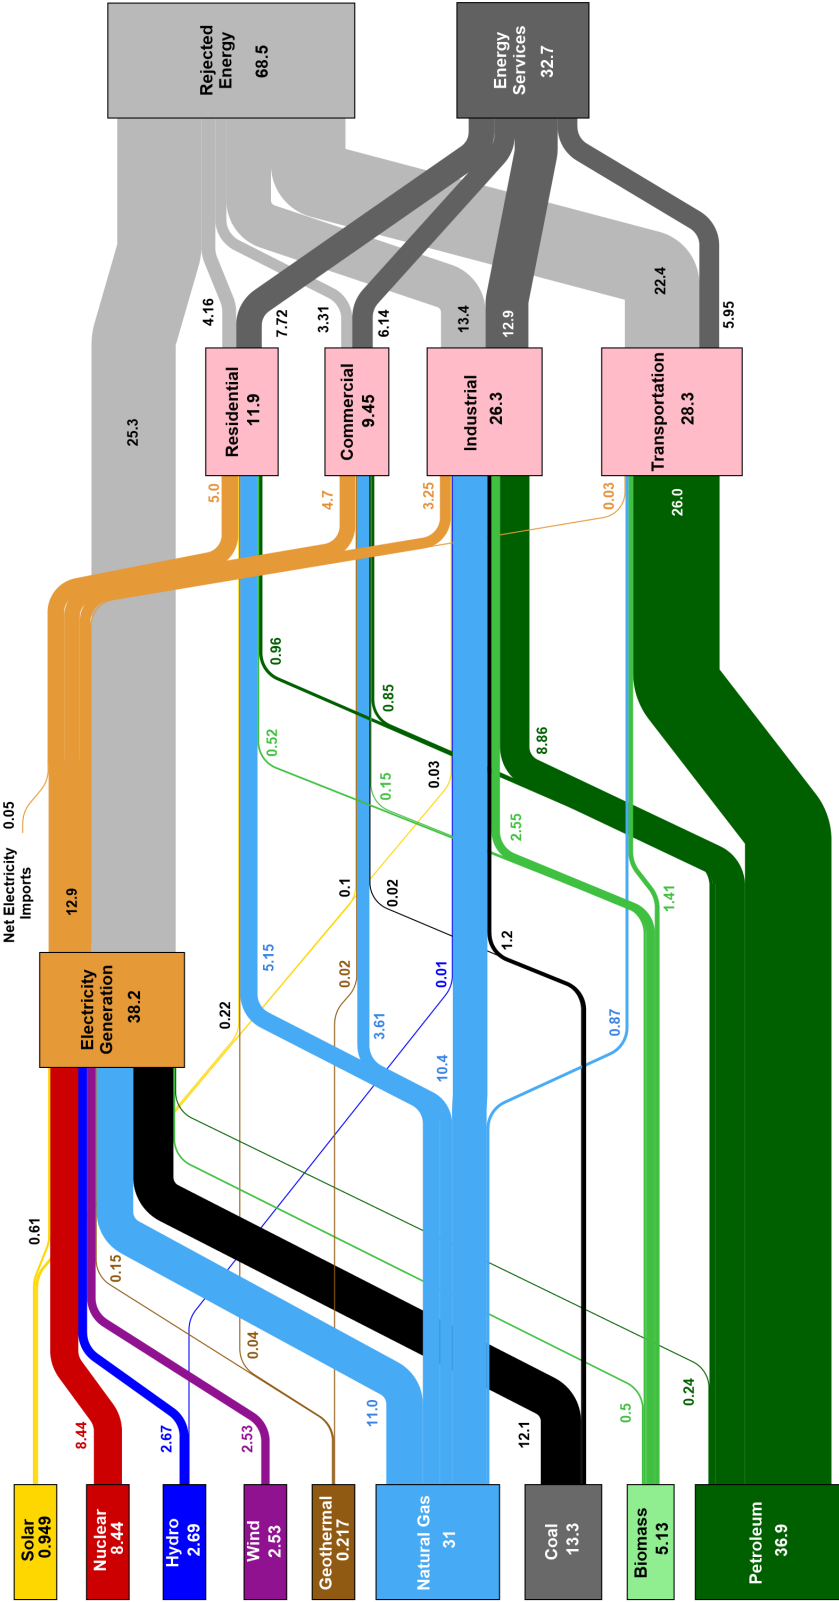 Solar
0.949
Nuclear
8.44
Hydro
2.69
Wind
2.53
Geothermal
0.217
Natural Gas
31
Coal
13.3
Biomass
5.13
Petroleum
36.9
0.61
8.44
2.67
2.53
0.15
0.04
11.0
12.1
0.5
0.24
Electricity
Generation
38.2
Net Electricity
Imports
0.05
12.9
25.3
0.22
5.15
0.1
0.02
3.61
0.03
0.01
10.4
0.52
0.96
0.15
0.85
0.02
1.2
2.55
8.86
0.87
1.41
26.0
5.0
4.7
3.25
0.03
Residential
11.9
Commercial
9.45
Industrial
26.3
Transportation
28.3
4.16
7.72
3.31
6.14
13.4
12.9
22.4
5.95
Rejected
Energy
68.5
Energy
Services
32.7